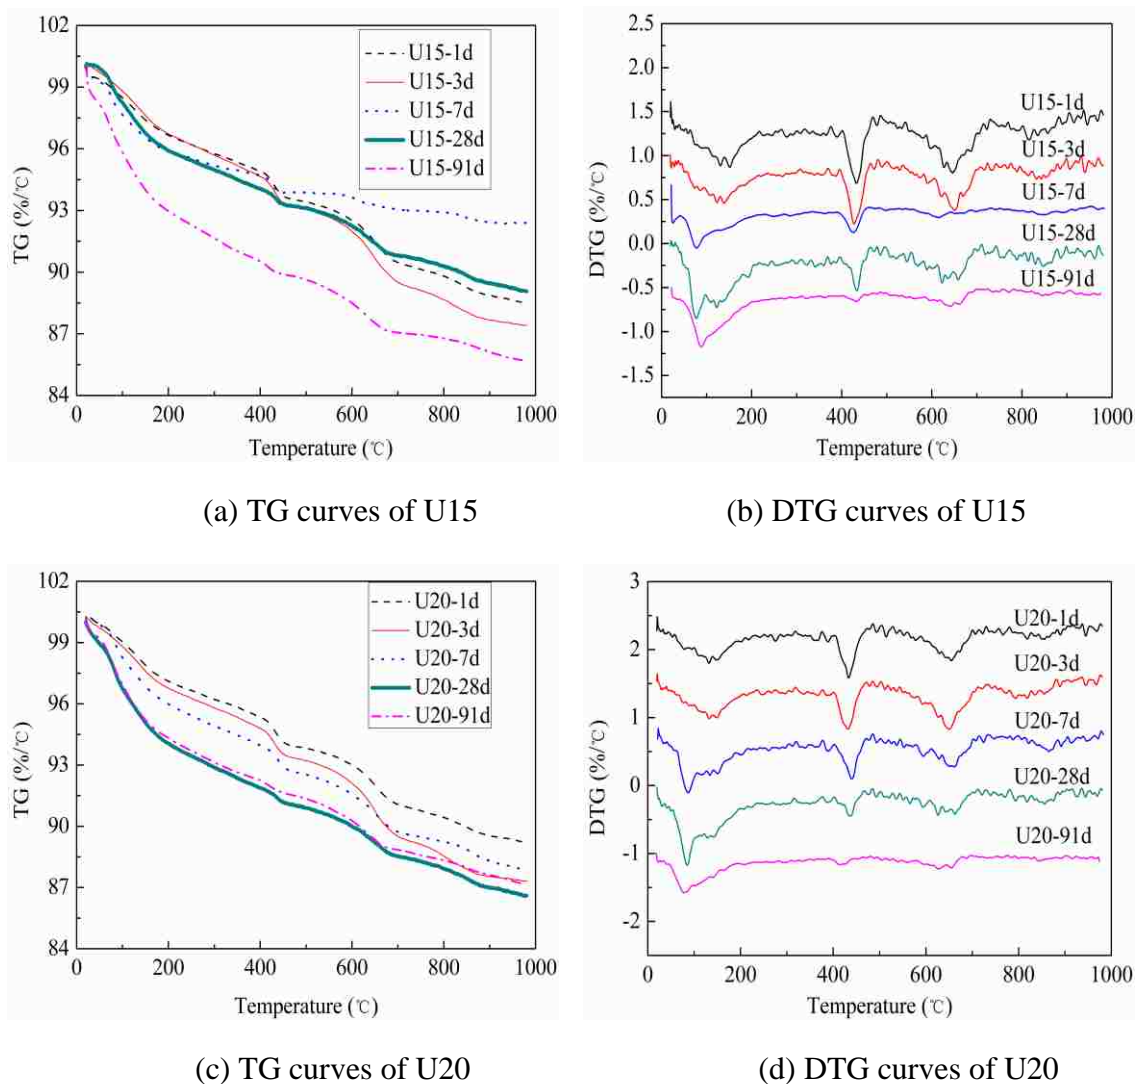 102
99
96
93
90
87
84
TG (%/℃)
U15-1d
U15-3d
U15-7d
U15-28d
U15-91d
0 200 400 600 800 1000
Temperature (℃)
(a) TG curves of U15
2.5
2.0
1.5
1.0
0.5
0.0
-0.5
-1.0
-1.5
DTG (%/℃)
U15-1d
U15-3d
U15-7d
U15-28d
U15-91d
0 200 400 600 800 1000
Temperature (℃)
(b) DTG curves of U15
102
99
96
93
90
87
84
TG (%/℃)
U20-1d
U20-3d
U20-7d
U20-28d
U20-91d
0 200 400 600 800 1000
Temperature (℃)
(c) TG curves of U20
3
2
1
0
-1
-2
DTG (%/℃)
U20-1d
U20-3d
U20-7d
U20-28d
U20-91d
0 200 400 600 800 1000
Temperature (℃)
(d) DTG curves of U20